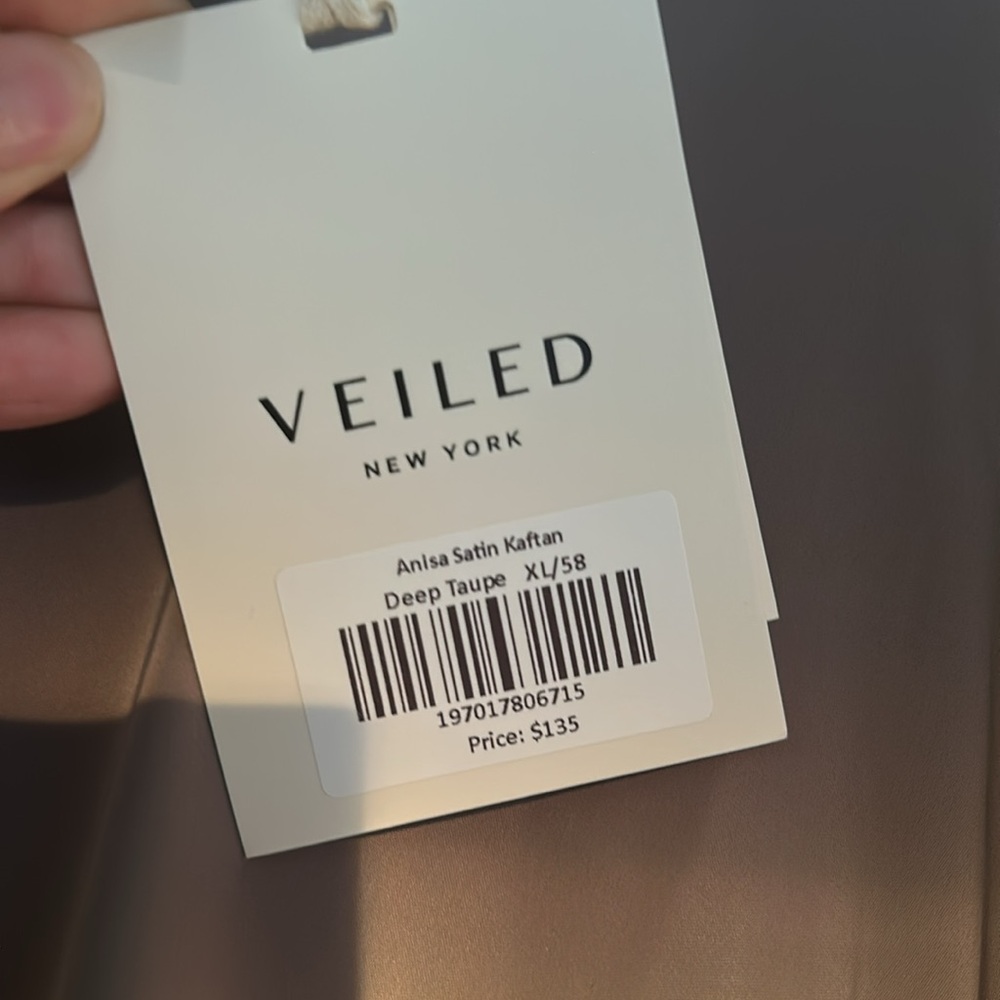 VEILED
NEW YORK
Anisa Satin Kaftan
Deep Taupe XL/58
197017806715
Price: $135